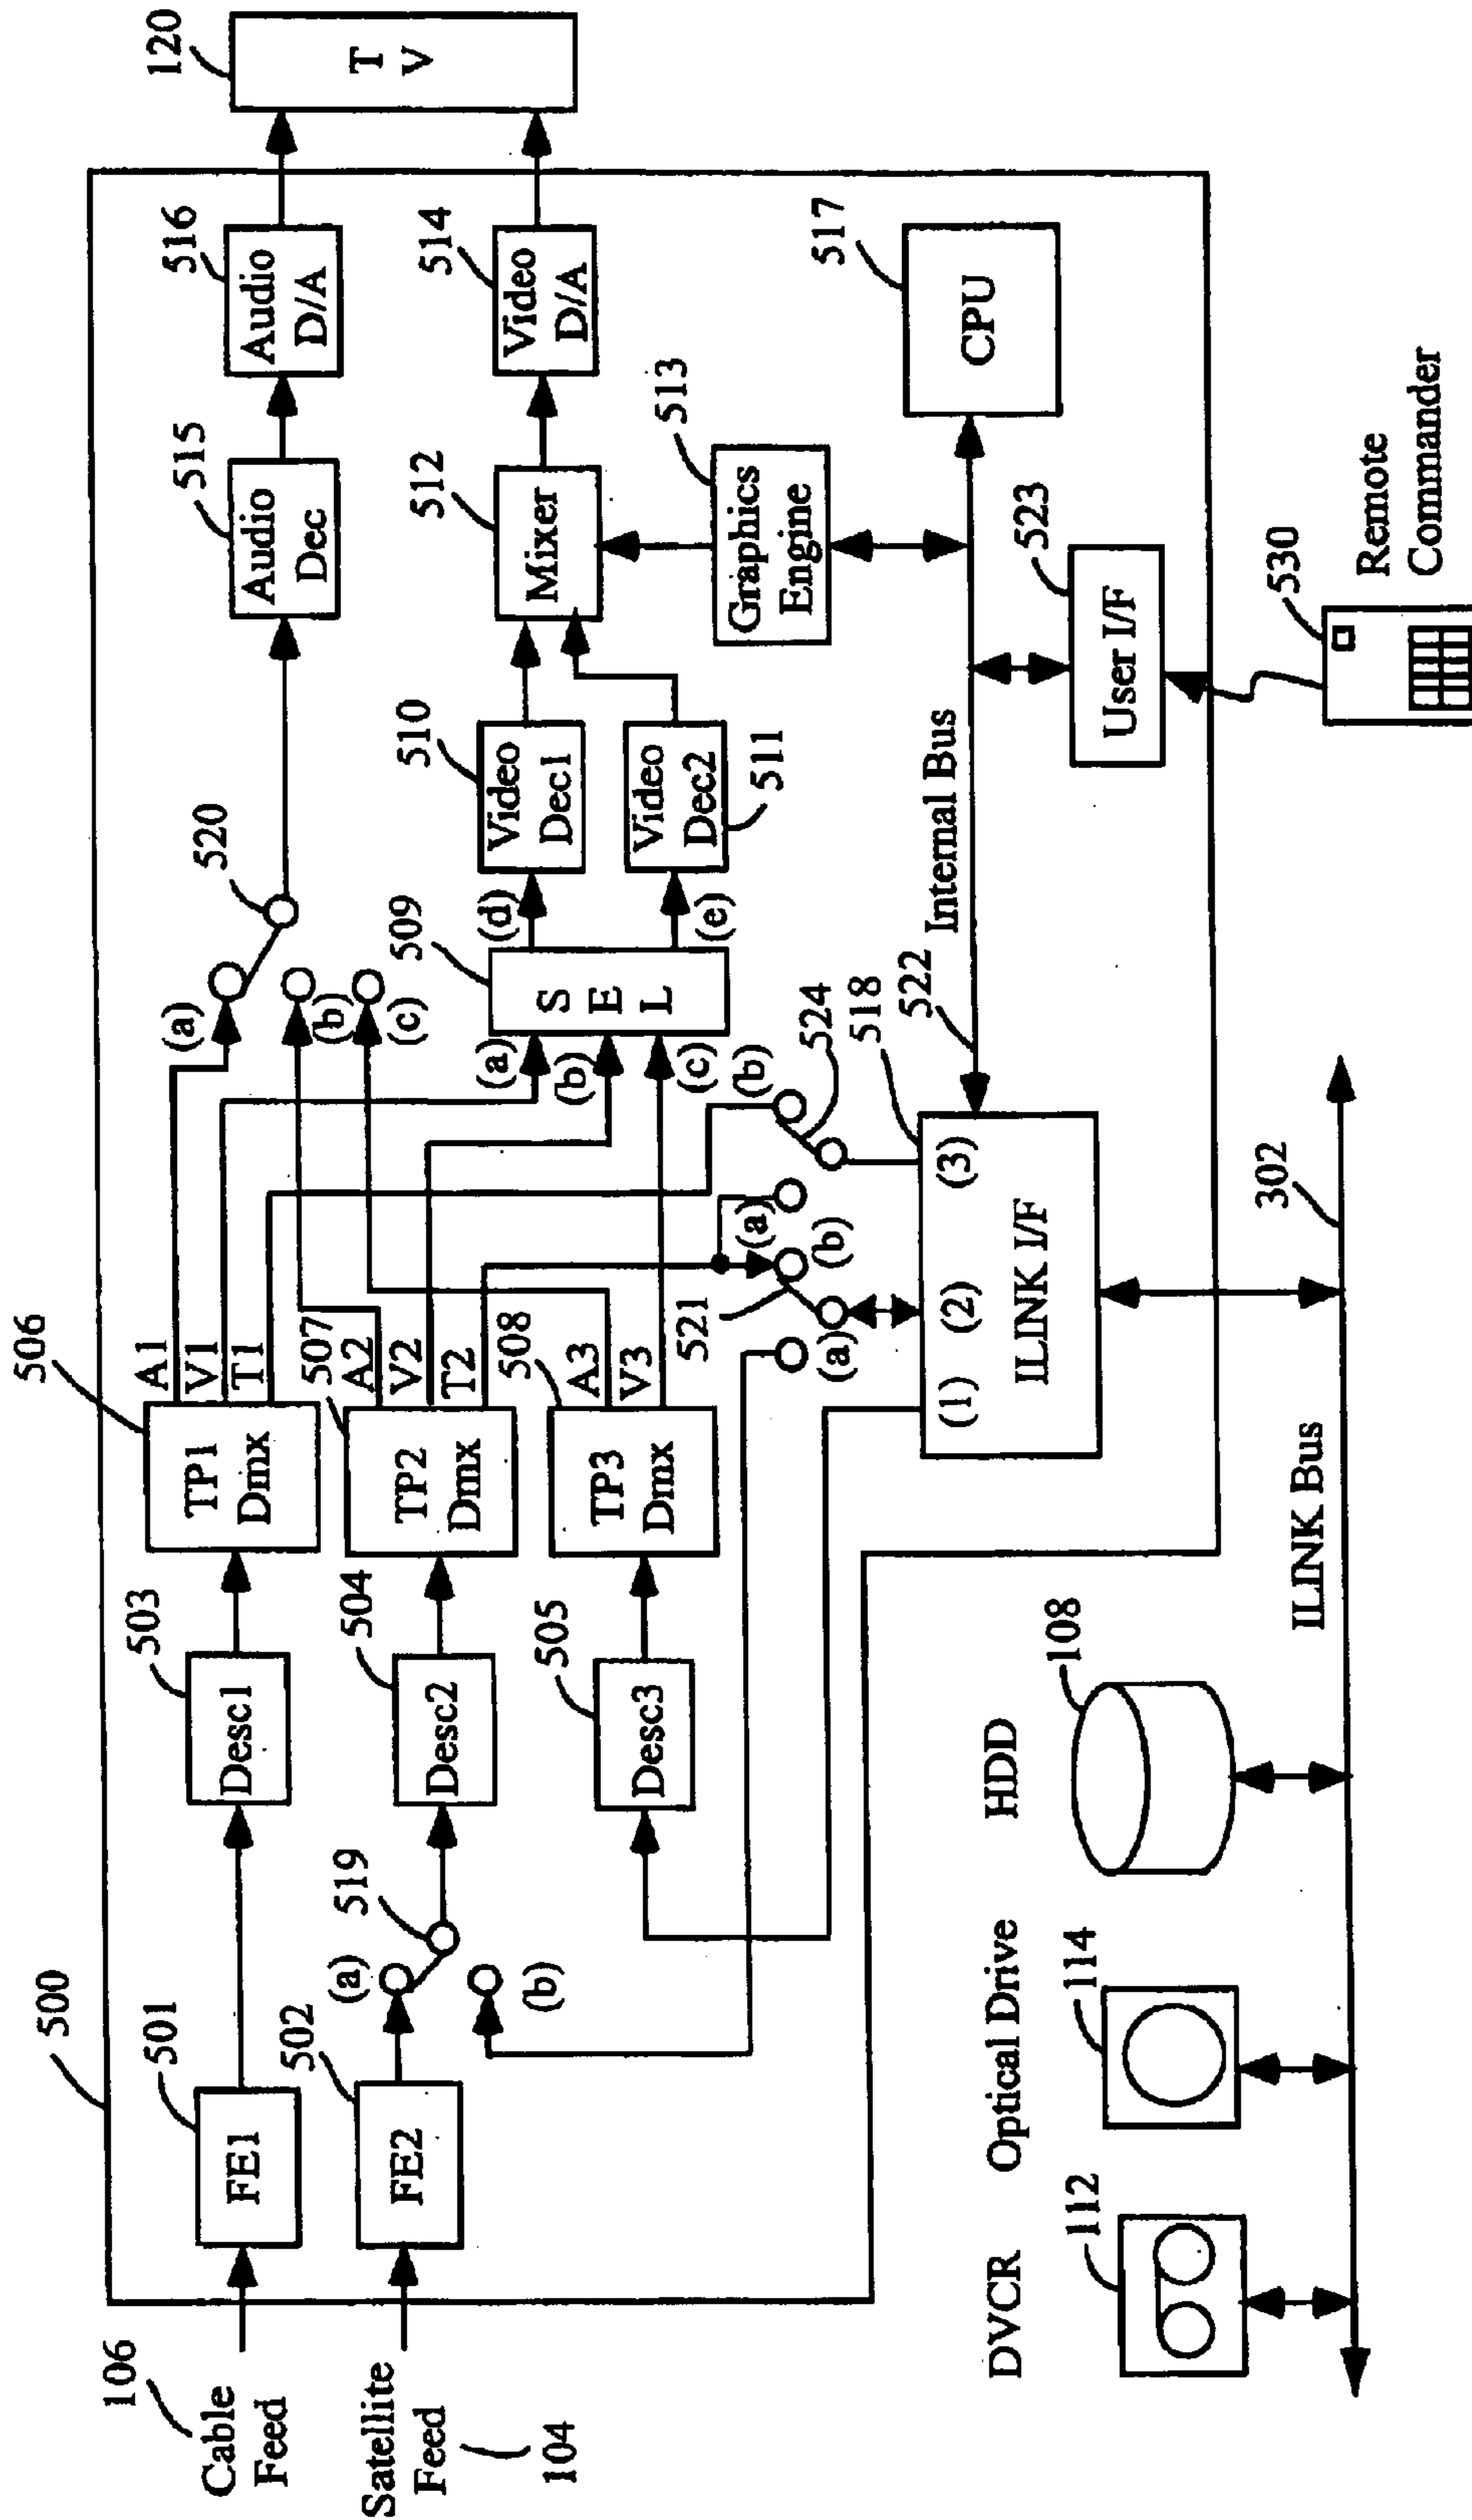 106
Cable
Feed
Satellite
Feed
104
500
501
FE1
502
FE2
(a)
519
(b)
503
Desc1
504
Desc2
505
Desc3
506
TP1
Dmx
507
TP2
Dmx
508
TP3
Dmx
A1
V1
T1
A2
V2
T2
A3
V3
521
(a)
(b)
(a)
(b)
524
518
(1)
(2)
(3)
ILINK I/F
(a)
(b)
(c)
520
509
(a)
(b)
(c)
S
E
L
(d)
(e)
510
Video
Dec1
Video
Dec2
511
515
Audio
Dec
512
Mixer
513
Graphics
Engine
516
Audio
D/A
514
Video
D/A
517
CPU
120
T
V
522
Internal Bus
523
User I/F
530
Remote
Commander
302
ILINK Bus
DVCR
112
Optical Drive
114
HDD
108